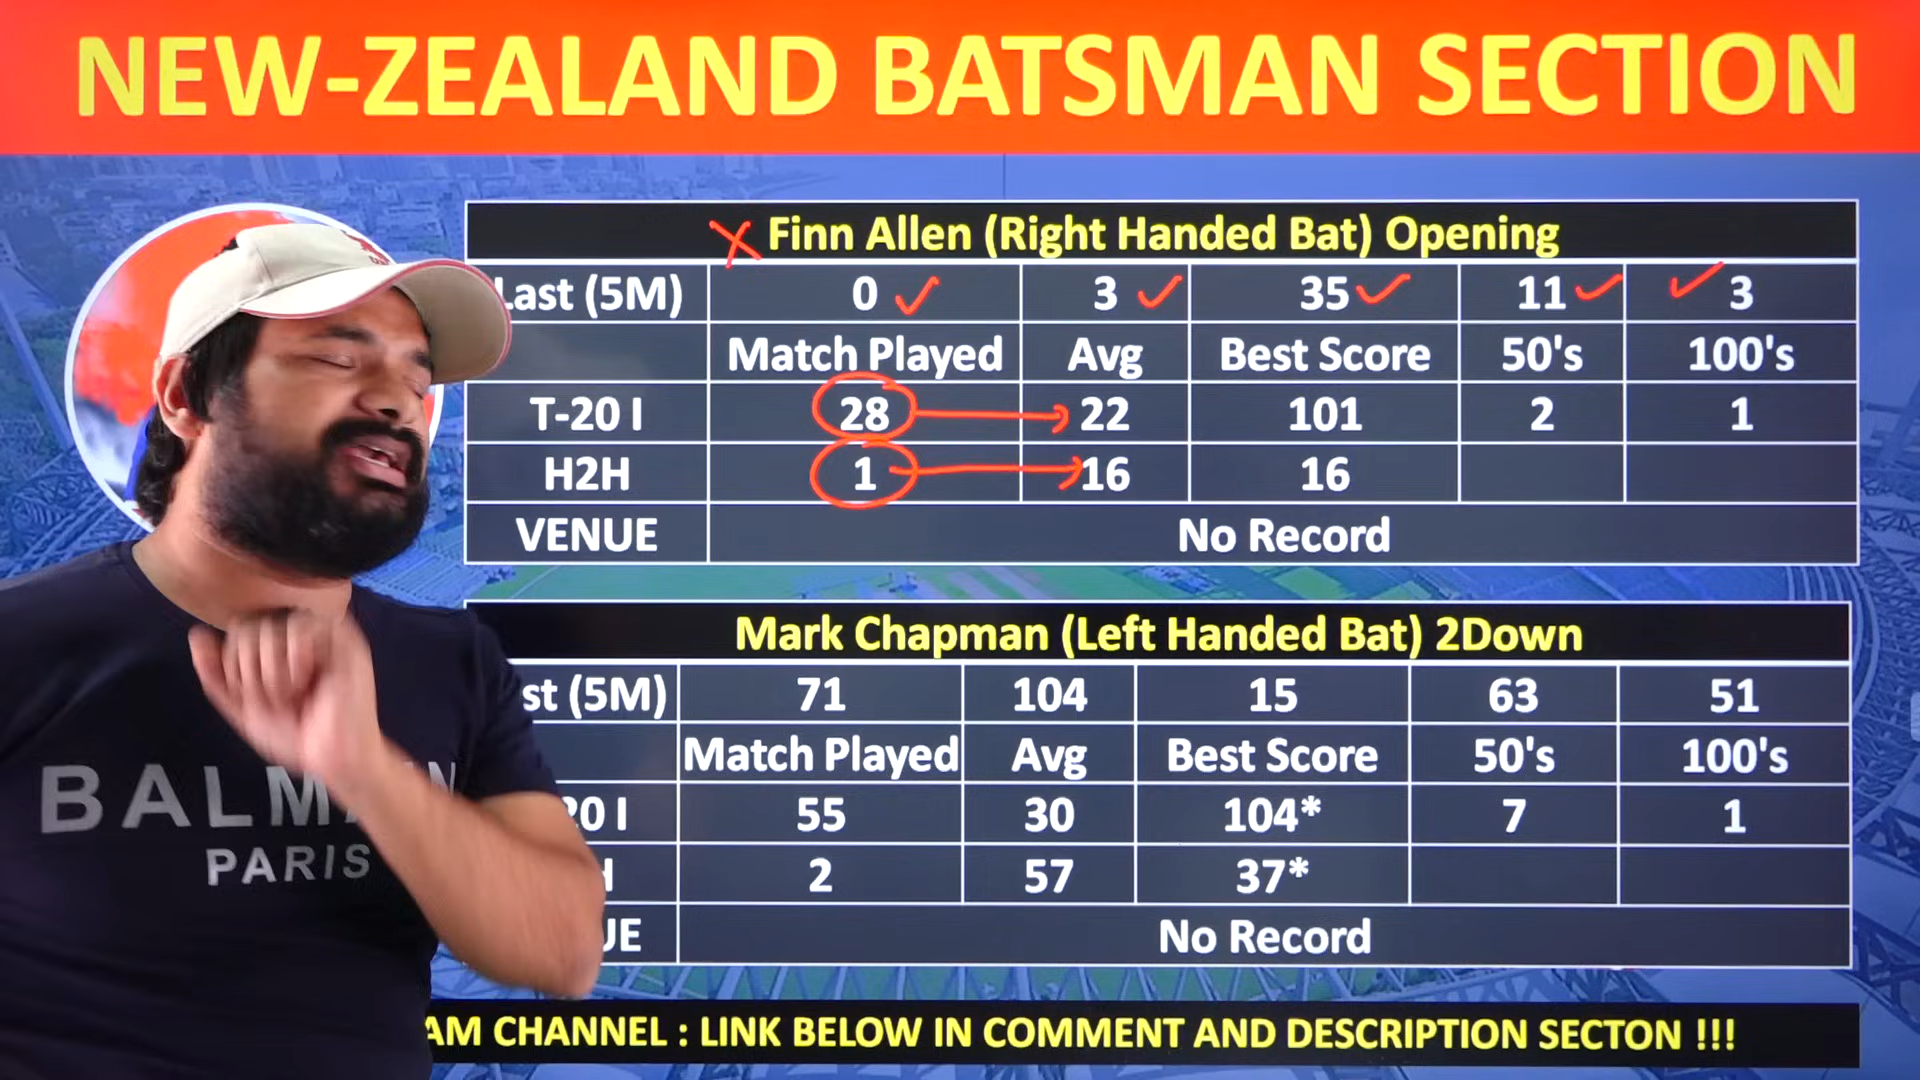 NEW-ZEALAND BATSMAN SECTION
Finn Allen (Right Handed Bat) Opening
Last (5M) 0 3 35 11 3
Match Played Avg Best Score 50's 100's
T-20 I 28 22 101 2 1
H2H 1 16 16
VENUE No Record
Mark Chapman (Left Handed Bat) 2Down
st (5M) 71 104 15 63 51
Match Played Avg Best Score 50's 100's
20 I 55 30 104* 7 1
H 2 57 37*
UE No Record
AM CHANNEL : LINK BELOW IN COMMENT AND DESCRIPTION SECTON !!!
BALMAIN
PARIS